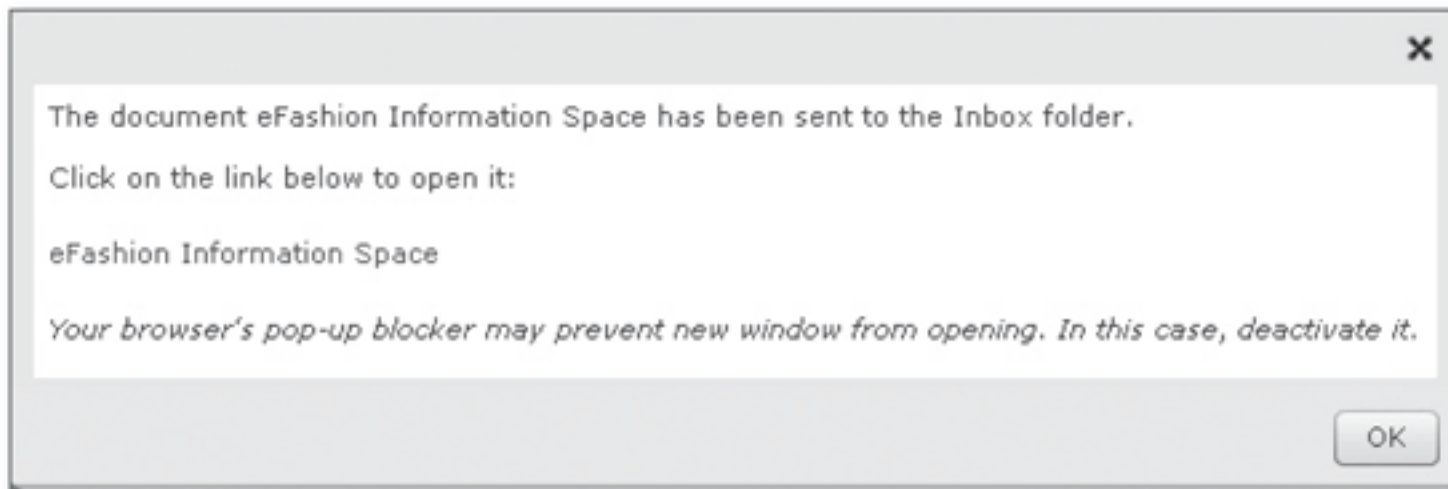 The document eFashion Information Space has been sent to the Inbox folder.
Click on the link below to open it:
eFashion Information Space
Your browser's pop-up blocker may prevent new window from opening. In this case, deactivate it.
OK